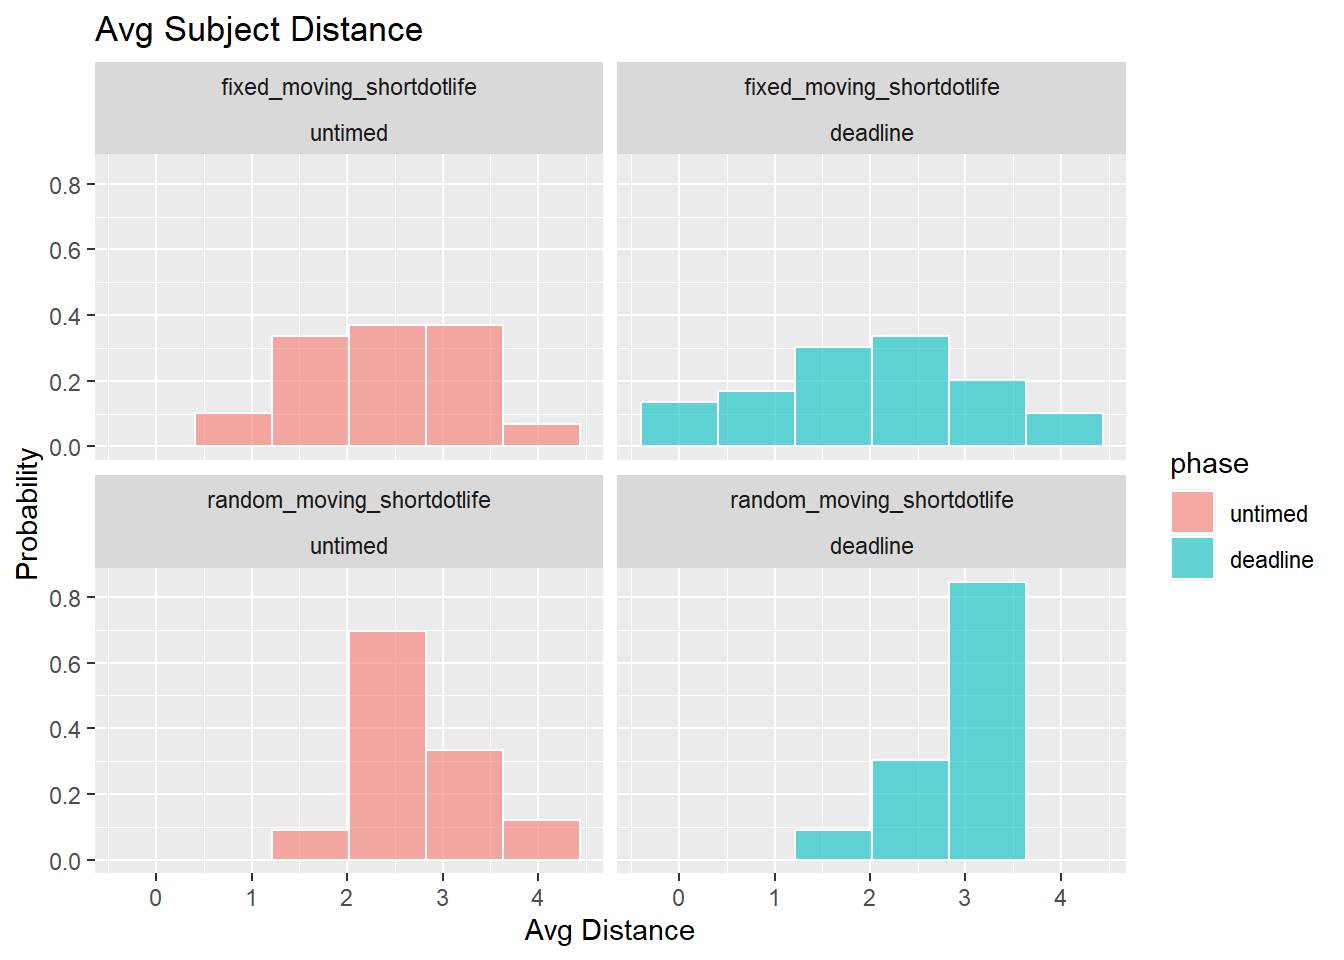 Avg Subject Distance
fixed_moving_shortdotlife
untimed
fixed_moving_shortdotlife
deadline
0.8
0.6
0.4
0.2
0.0
random_moving_shortdotlife
untimed
random_moving_shortdotlife
deadline
0.8
0.6
0.4
0.2
0.0
0 1 2 3 4
0 1 2 3 4
Avg Distance
Probability
phase
untimed
deadline